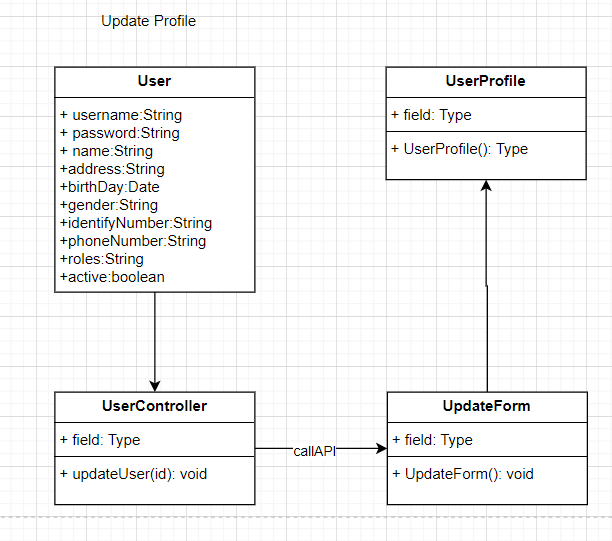 Update Profile
User
+ username:String
+ password:String
+ name:String
+address:String
+birthDay:Date
+gender:String
+identifyNumber:String
+phoneNumber:String
+roles:String
+active:boolean
UserProfile
+ field: Type
+ UserProfile(): Type
UserController
+ field: Type
+ updateUser(id): void
callAPI
UpdateForm
+ field: Type
+ UpdateForm(): void